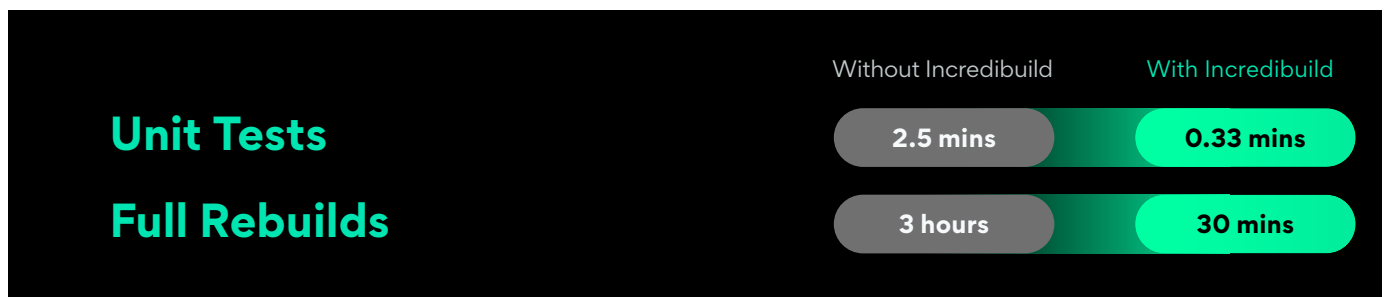 Without Incredibuild With Incredibuild
Unit Tests 2.5 mins 0.33 mins
Full Rebuilds 3 hours 30 mins